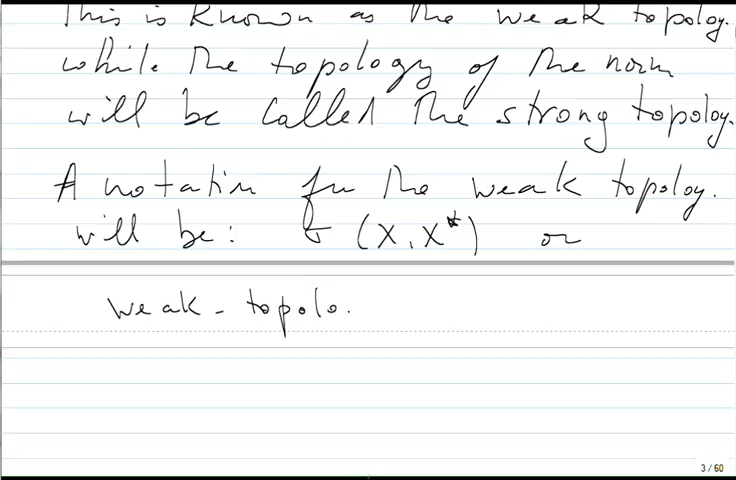 This is known as the weak topology.
while the topology of the norm
will be called the strong topology.
A notation for the weak topology.
will be: σ (X, X*) or
weak - topolo.
3 / 60